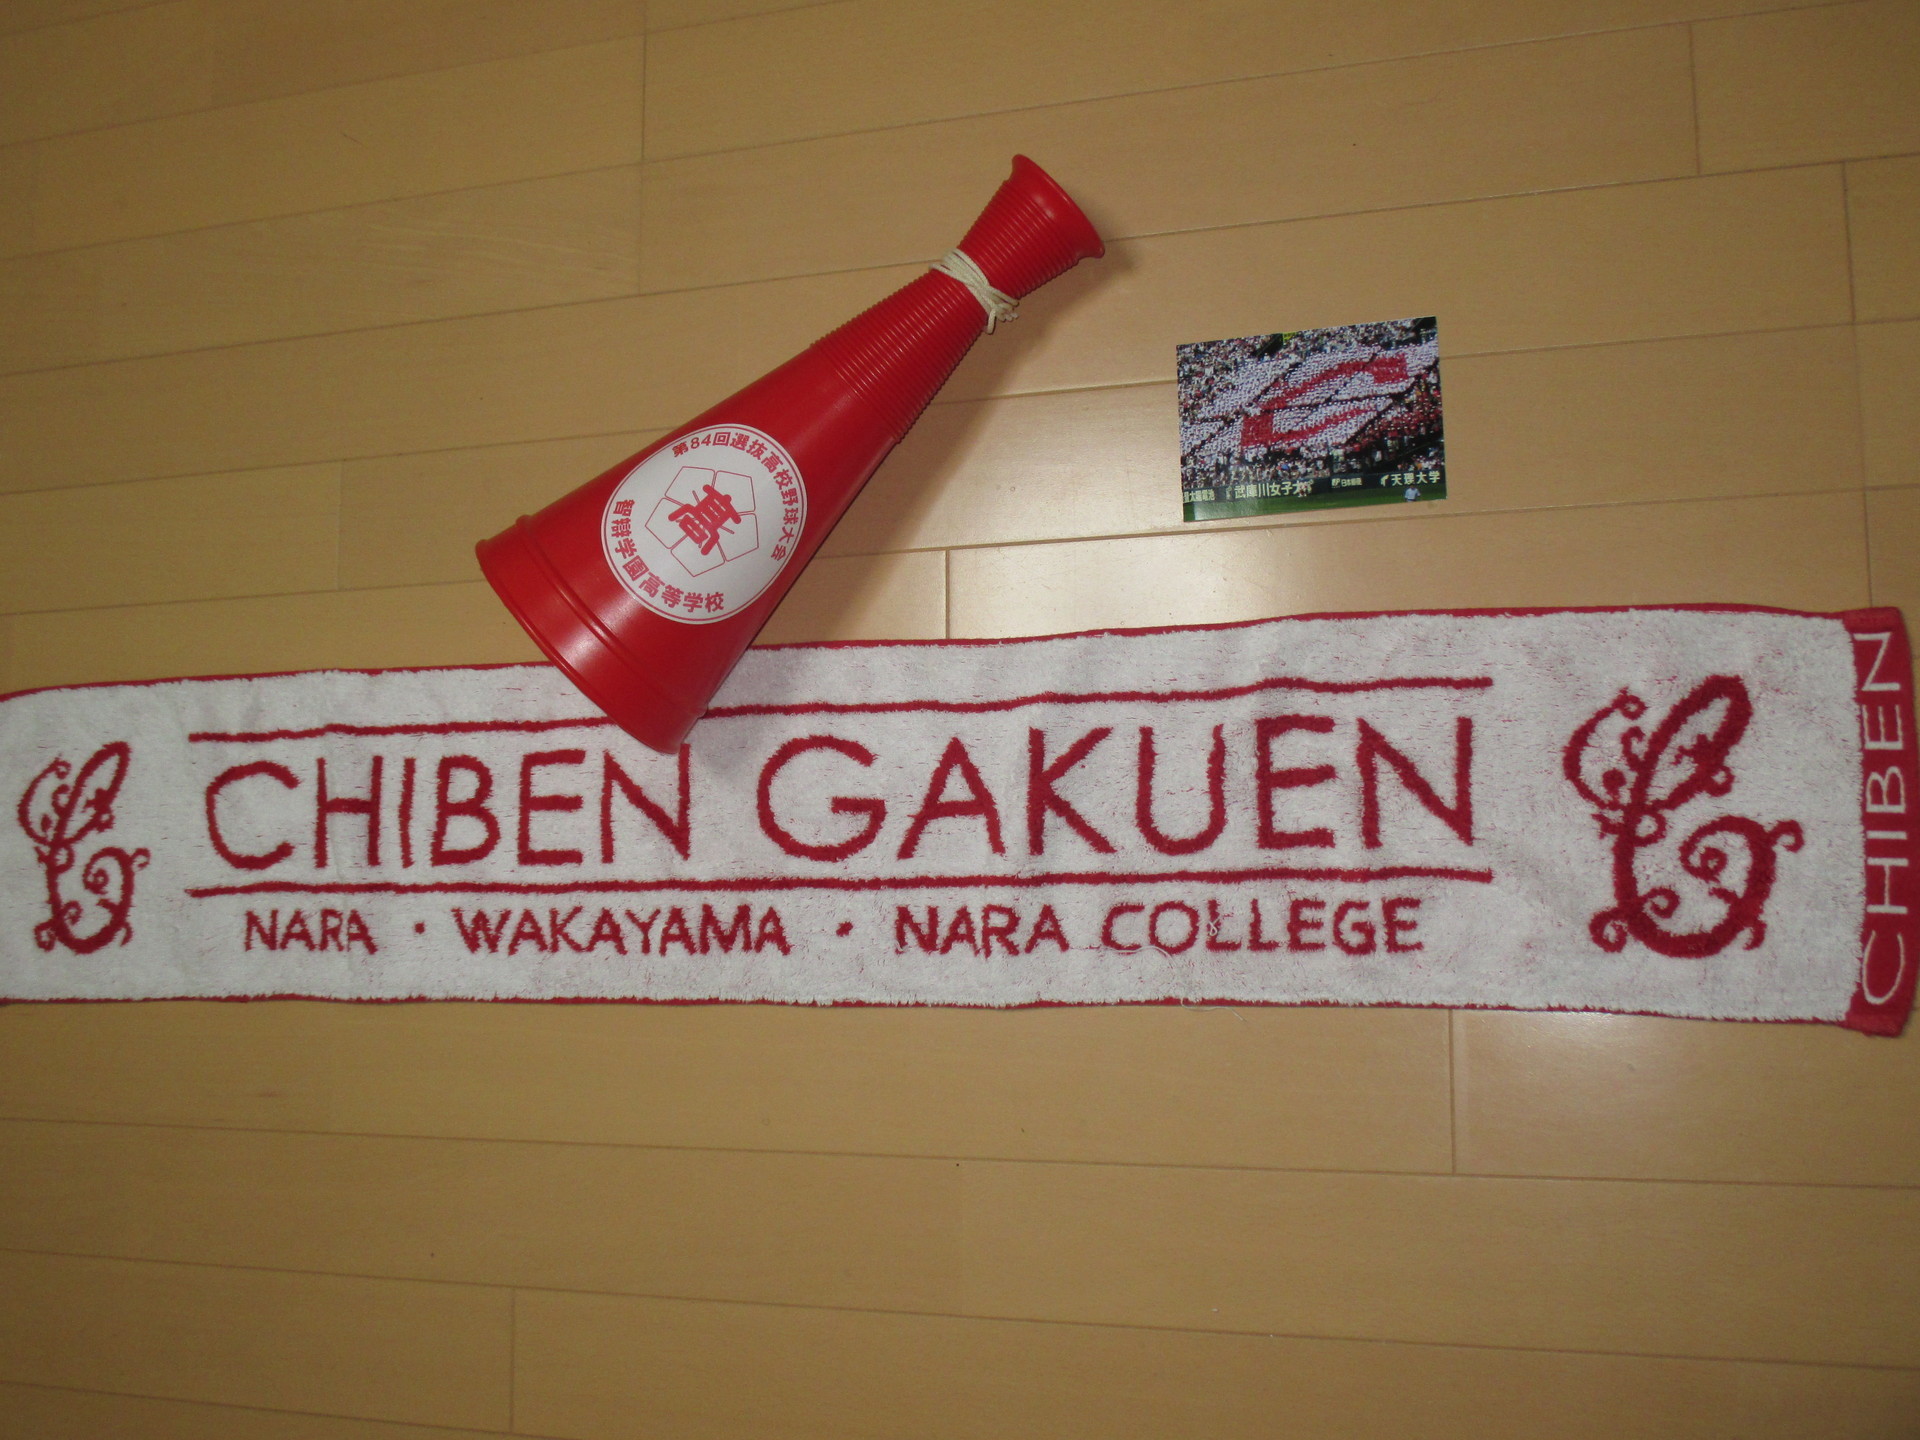 第84回選抜高校野球大会
髙
智辯学園高等学校
武庫川女子大
天理大学
CHIBEN GAKUEN
NARA・WAKAYAMA・NARA COLLEGE
CHIBEN